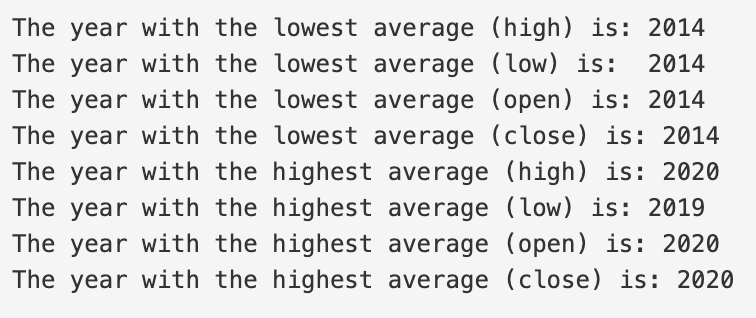 The year with the lowest average (high) is: 2014
The year with the lowest average (low) is:  2014
The year with the lowest average (open) is: 2014
The year with the lowest average (close) is: 2014
The year with the highest average (high) is: 2020
The year with the highest average (low) is: 2019
The year with the highest average (open) is: 2020
The year with the highest average (close) is: 2020